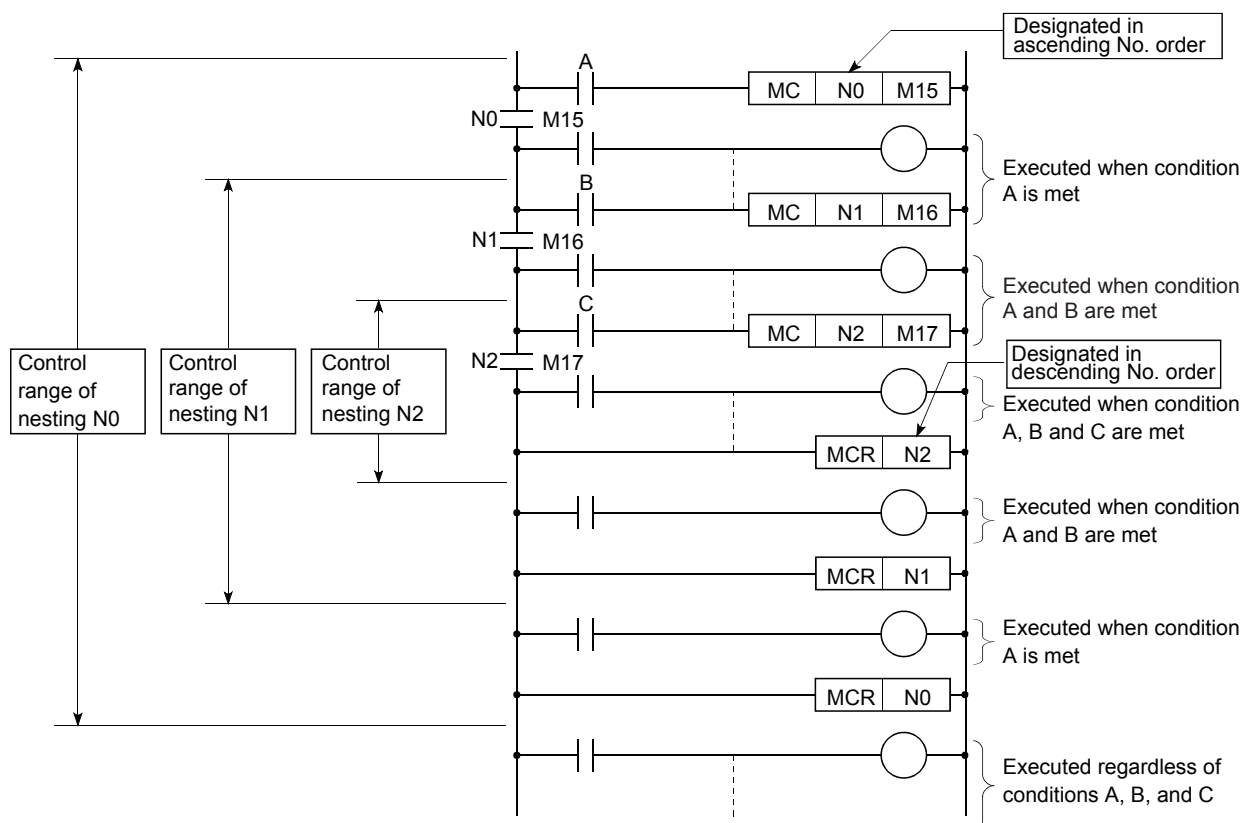 Designated in
ascending No. order
A
MC N0 M15
N0 M15
Executed when condition
A is met
B
MC N1 M16
N1 M16
Executed when condition
A and B are met
C
MC N2 M17
N2 M17
Designated in
descending No. order
Control
range of
nesting N0
Control
range of
nesting N1
Control
range of
nesting N2
Executed when condition
A, B and C are met
MCR N2
Executed when condition
A and B are met
MCR N1
Executed when condition
A is met
MCR N0
Executed regardless of
conditions A, B, and C